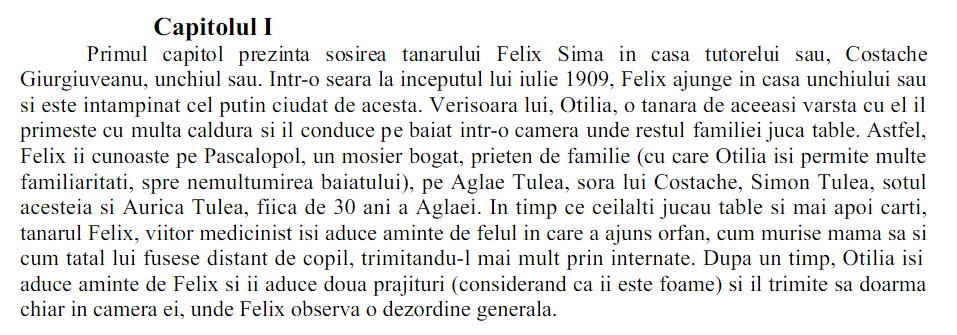 Capitolul I
Primul capitol prezinta sosirea tanarului Felix Sima in casa tutorelui sau, Costache
Giurgiuveanu, unchiul sau. Intr-o seara la inceputul lui iulie 1909, Felix ajunge in casa unchiului sau
si este intampinat cel putin ciudat de acesta. Verisoara lui, Otilia, o tanara de aceeasi varsta cu el il
primeste cu multa caldura si il conduce pe baiat intr-o camera unde restul familiei juca table. Astfel,
Felix ii cunoaste pe Pascalopol, un mosier bogat, prieten de familie (cu care Otilia isi permite multe
familiaritati, spre nemultumirea baiatului), pe Aglae Tulea, sora lui Costache, Simon Tulea, sotul
acesteia si Aurica Tulea, fiica de 30 ani a Aglaei. In timp ce ceilalti jucau table si mai apoi carti,
tanarul Felix, viitor medicinist isi aduce aminte de felul in care a ajuns orfan, cum murise mama sa si
cum tatal lui fusese distant de copil, trimitandu-l mai mult prin internate. Dupa un timp, Otilia isi
aduce aminte de Felix si ii aduce doua prajituri (considerand ca ii este foame) si il trimite sa doarma
chiar in camera ei, unde Felix observa o dezordine generala.